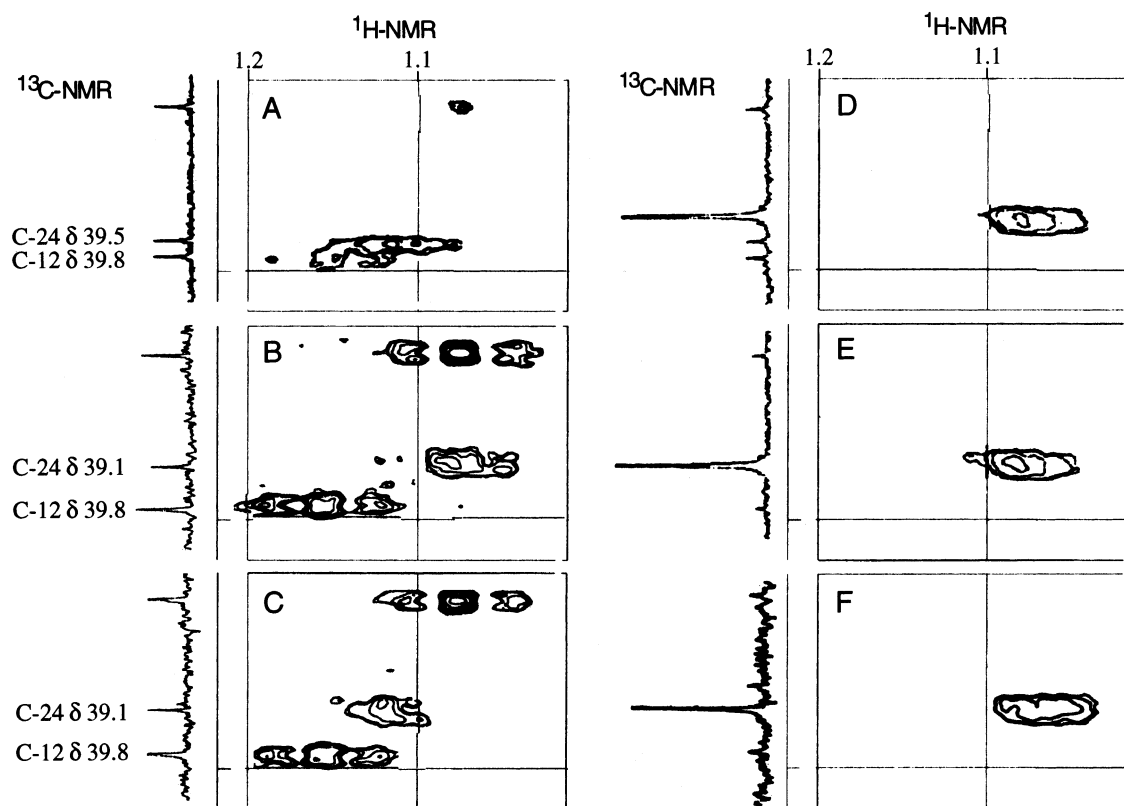 ¹H-NMR
1.2 1.1
¹³C-NMR
A
C-24 δ 39.5
C-12 δ 39.8
B
C-24 δ 39.1
C-12 δ 39.8
C
C-24 δ 39.1
C-12 δ 39.8
¹H-NMR
1.2 1.1
¹³C-NMR
D
E
F